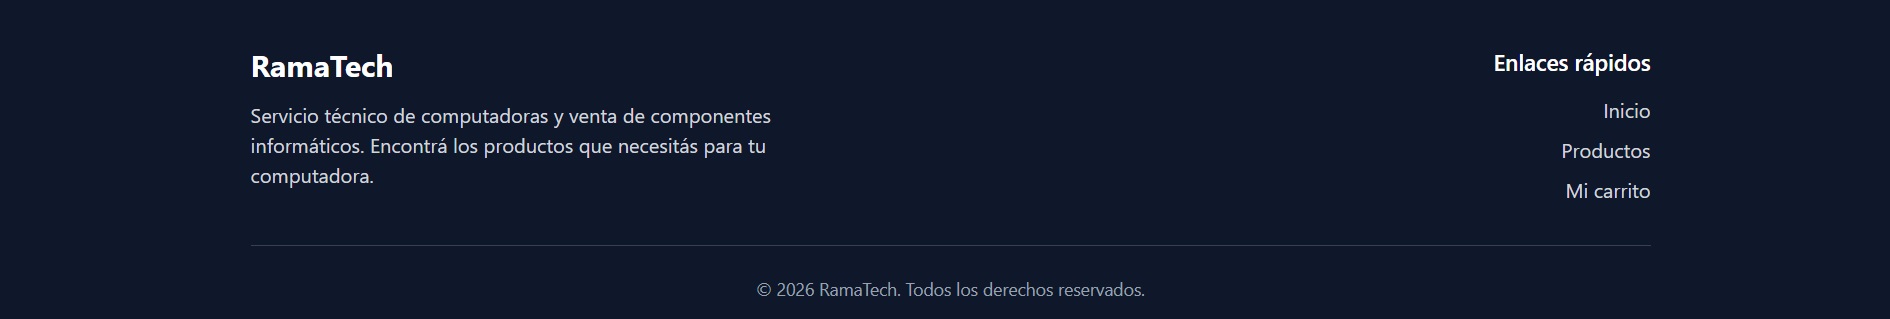 RamaTech
Servicio técnico de computadoras y venta de componentes
informáticos. Encontrá los productos que necesitás para tu
computadora.
Enlaces rápidos
Inicio
Productos
Mi carrito
© 2026 RamaTech. Todos los derechos reservados.